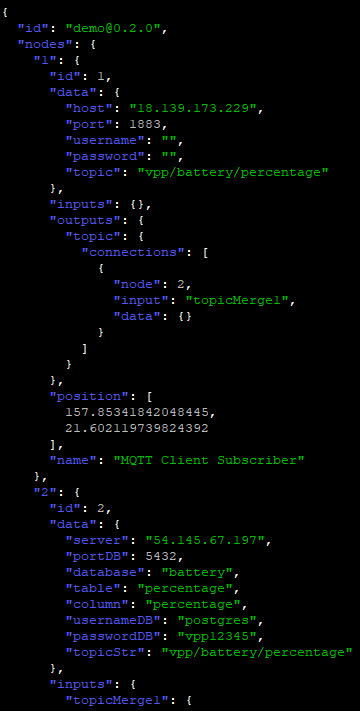 {
  "id": "demo@0.2.0",
  "nodes": {
    "1": {
      "id": 1,
      "data": {
        "host": "18.139.173.229",
        "port": 1883,
        "username": "",
        "password": "",
        "topic": "vpp/battery/percentage"
      },
      "inputs": {},
      "outputs": {
        "topic": {
          "connections": [
            {
              "node": 2,
              "input": "topicMerge1",
              "data": {}
            }
          ]
        }
      },
      "position": [
        157.85341842048445,
        21.602119739824392
      ],
      "name": "MQTT Client Subscriber"
    },
    "2": {
      "id": 2,
      "data": {
        "server": "54.145.67.197",
        "portDB": 5432,
        "database": "battery",
        "table": "percentage",
        "column": "percentage",
        "usernameDB": "postgres",
        "passwordDB": "vpp12345",
        "topicStr": "vpp/battery/percentage"
      },
      "inputs": {
        "topicMerge1": {